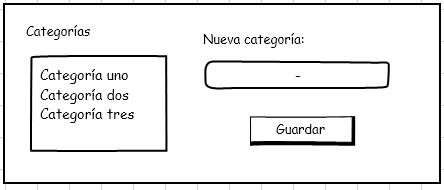 Categorías
Categoría uno
Categoría dos
Categoría tres
Nueva categoría:
-
Guardar